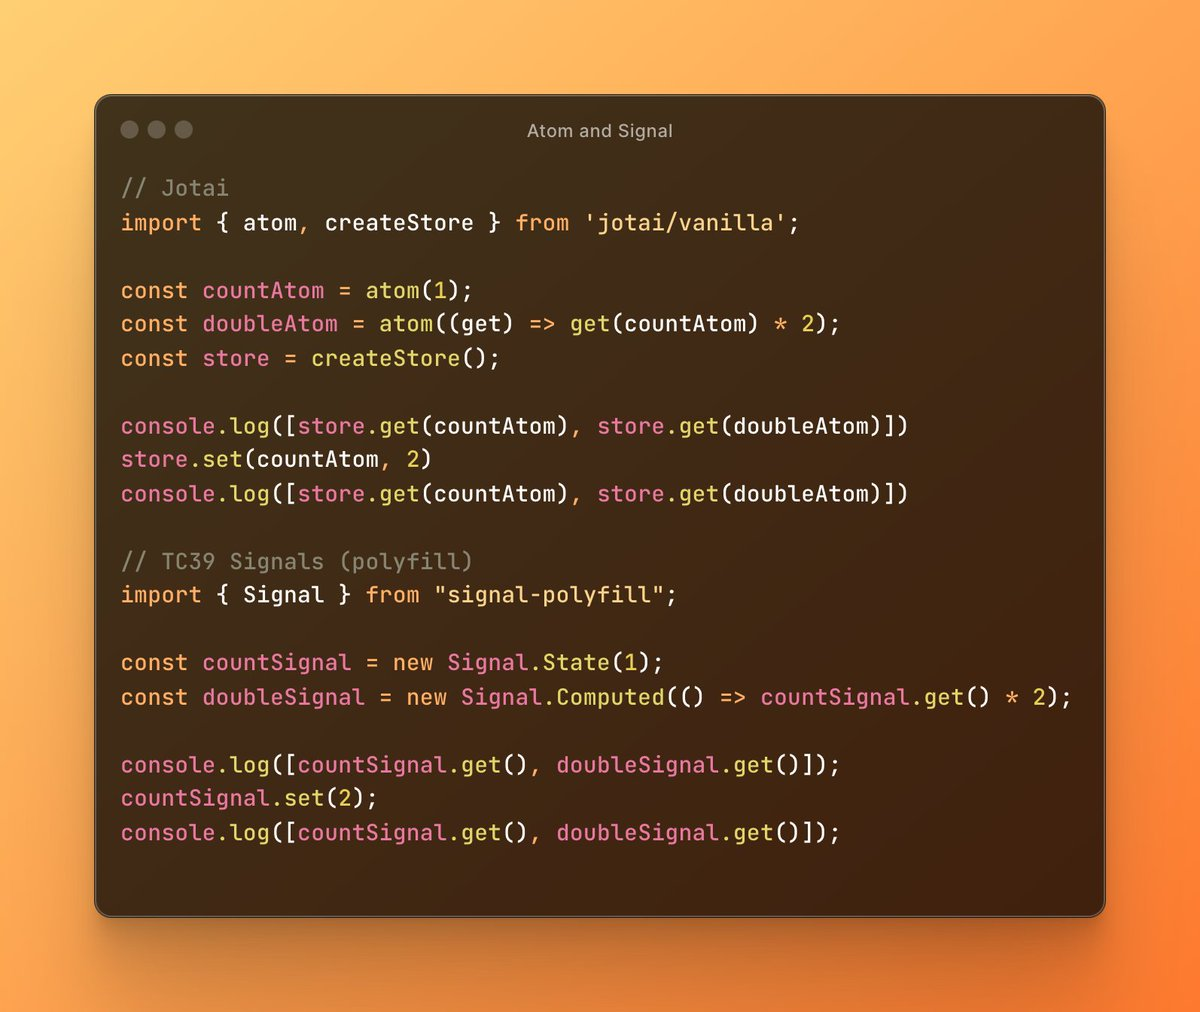 Atom and Signal
// Jotai
import { atom, createStore } from 'jotai/vanilla';
const countAtom = atom(1);
const doubleAtom = atom((get) => get(countAtom) * 2);
const store = createStore();
console.log([store.get(countAtom), store.get(doubleAtom)])
store.set(countAtom, 2)
console.log([store.get(countAtom), store.get(doubleAtom)])
// TC39 Signals (polyfill)
import { Signal } from "signal-polyfill";
const countSignal = new Signal.State(1);
const doubleSignal = new Signal.Computed(() => countSignal.get() * 2);
console.log([countSignal.get(), doubleSignal.get()]);
countSignal.set(2);
console.log([countSignal.get(), doubleSignal.get()]);